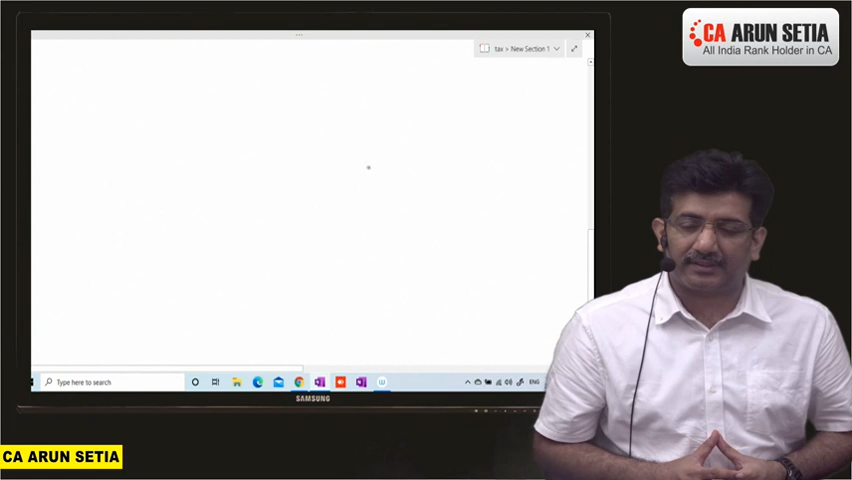 CA ARUN SETIA
All India Rank Holder in CA
tax > New Section 1
Type here to search
ENG
SAMSUNG
CA ARUN SETIA